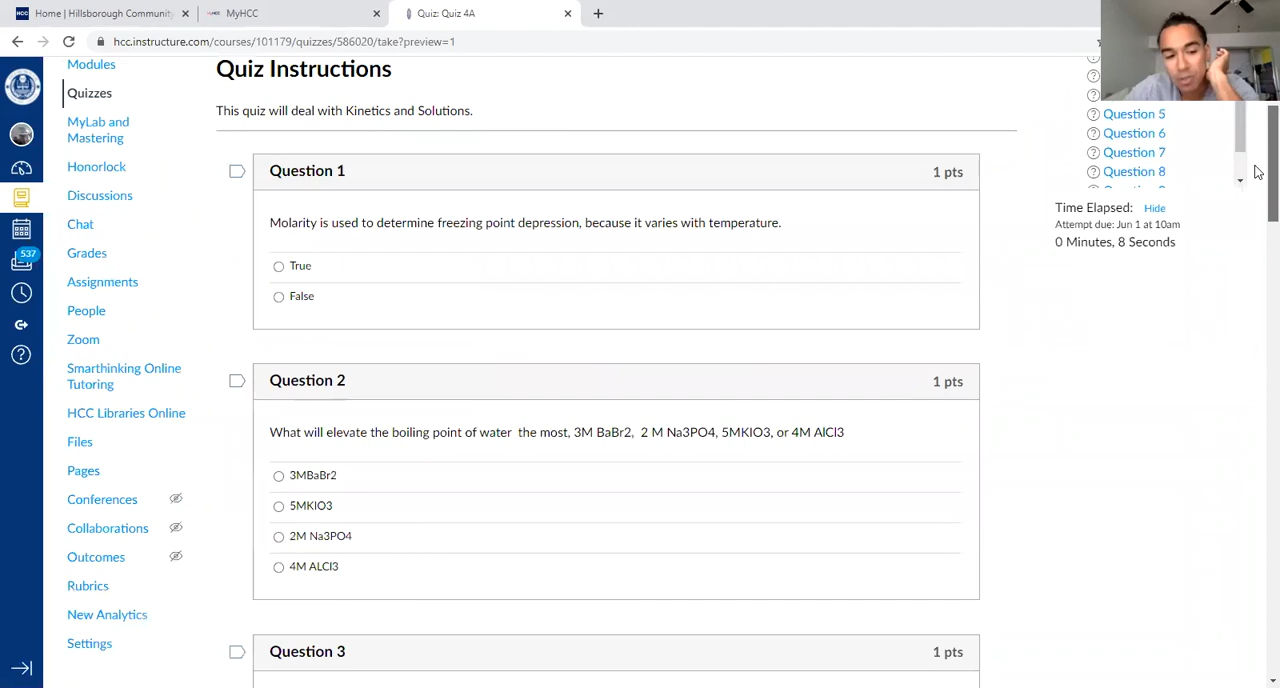 Home | Hillsborough Community
MyHCC
Quiz: Quiz 4A
hcc.instructure.com/courses/101179/quizzes/586020/take?preview=1
Modules
Quizzes
MyLab and
Mastering
Honorlock
Discussions
Chat
Grades
537
Assignments
People
Zoom
Smarthinking Online
Tutoring
HCC Libraries Online
Files
Pages
Conferences
Collaborations
Outcomes
Rubrics
New Analytics
Settings
Quiz Instructions
This quiz will deal with Kinetics and Solutions.
Question 1
1 pts
Molarity is used to determine freezing point depression, because it varies with temperature.
True
False
Question 2
1 pts
What will elevate the boiling point of water the most, 3M BaBr2, 2 M Na3PO4, 5MKIO3, or 4M AlCl3
3MBaBr2
5MKIO3
2M Na3PO4
4M ALCl3
Question 3
1 pts
Question 5
Question 6
Question 7
Question 8
Time Elapsed: Hide
Attempt due: Jun 1 at 10am
0 Minutes, 8 Seconds